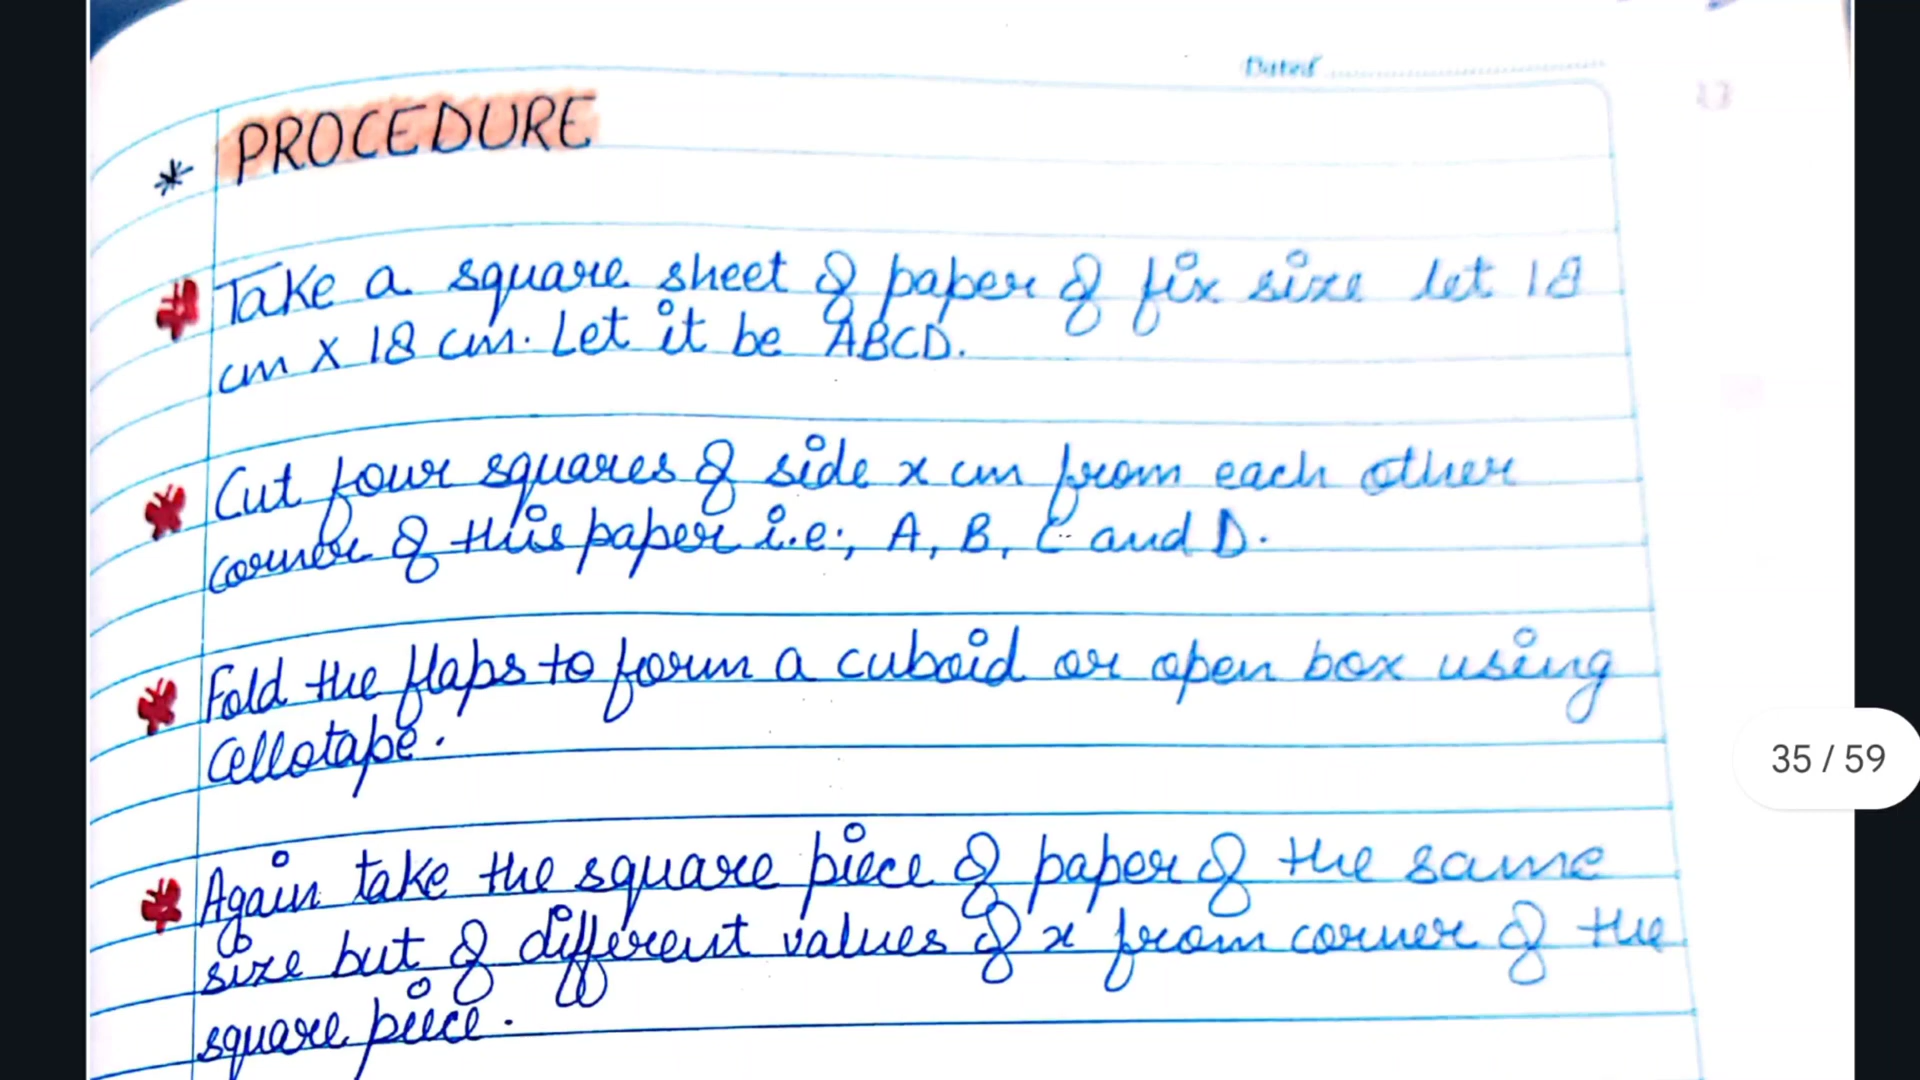 Dated
* PROCEDURE
* Take a square sheet of paper of fix size let 18
cm x 18 cm. Let it be ABCD.
* Cut four squares of side x cm from each other
corner of this paper i.e., A, B, C and D.
* Fold the flaps to form a cuboid or open box using
Cellotape.
35 / 59
* Again take the square piece of paper of the same
size but of different values of x from corner of the
square piece.